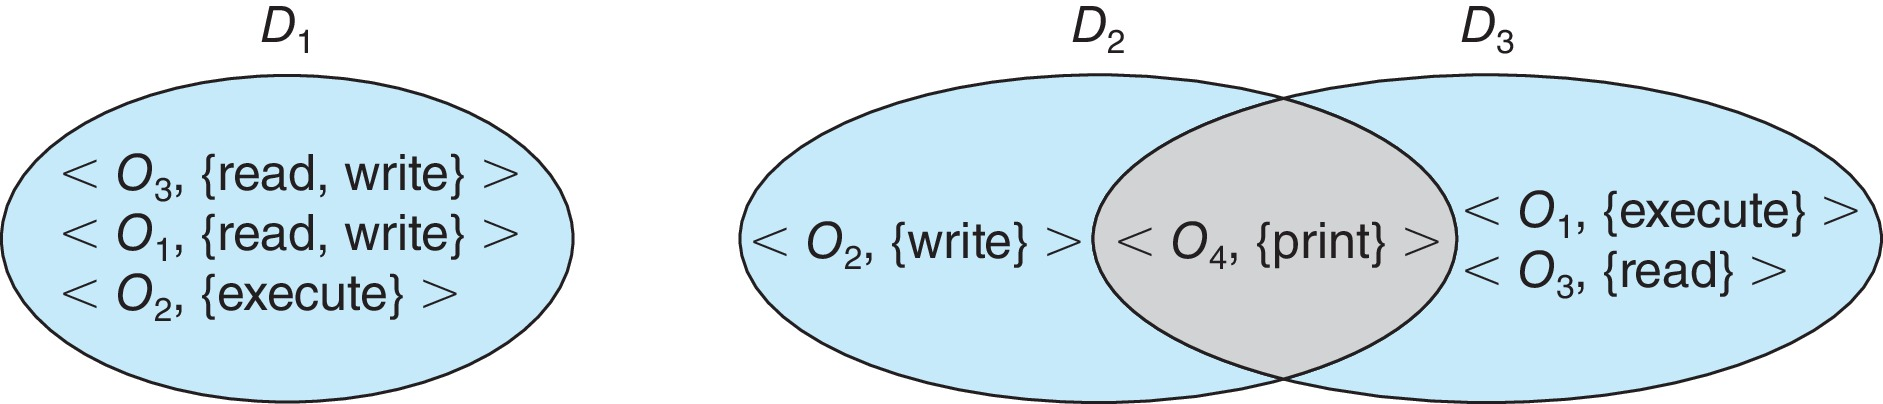 D₁
< O₃, {read, write} >
< O₁, {read, write} >
< O₂, {execute} >
D₂
D₃
< O₂, {write} >
< O₄, {print} >
< O₁, {execute} >
< O₃, {read} >